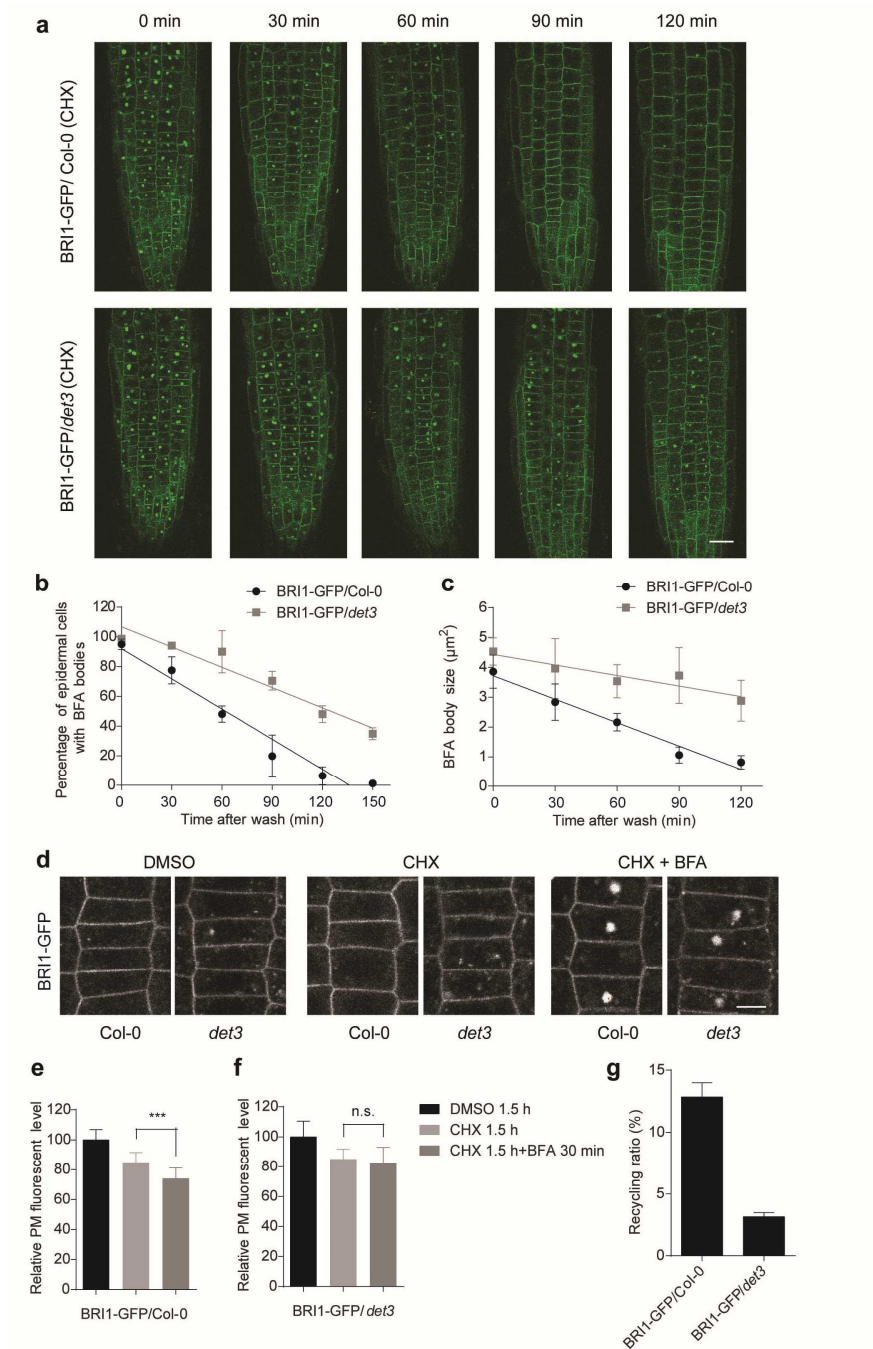 a
0 min 30 min 60 min 90 min 120 min
BRI1-GFP/ Col-0 (CHX)
BRI1-GFP/det3 (CHX)
b
BRI1-GFP/Col-0
BRI1-GFP/det3
Percentage of epidermal cells
with BFA bodies
120
100
80
60
40
20
0
0 30 60 90 120 150
Time after wash (min)
c
BRI1-GFP/Col-0
BRI1-GFP/det3
BFA body size (µm²)
6
5
4
3
2
1
0
0 30 60 90 120
Time after wash (min)
d
DMSO CHX CHX + BFA
BRI1-GFP
Col-0 det3 Col-0 det3 Col-0 det3
e
Relative PM fluorescent level
120
100
80
60
40
20
0
***
BRI1-GFP/Col-0
f
Relative PM fluorescent level
120
100
80
60
40
20
0
n.s.
BRI1-GFP/ det3
DMSO 1.5 h
CHX 1.5 h
CHX 1.5 h+BFA 30 min
g
Recycling ratio (%)
15
10
5
0
BRI1-GFP/Col-0
BRI1-GFP/det3